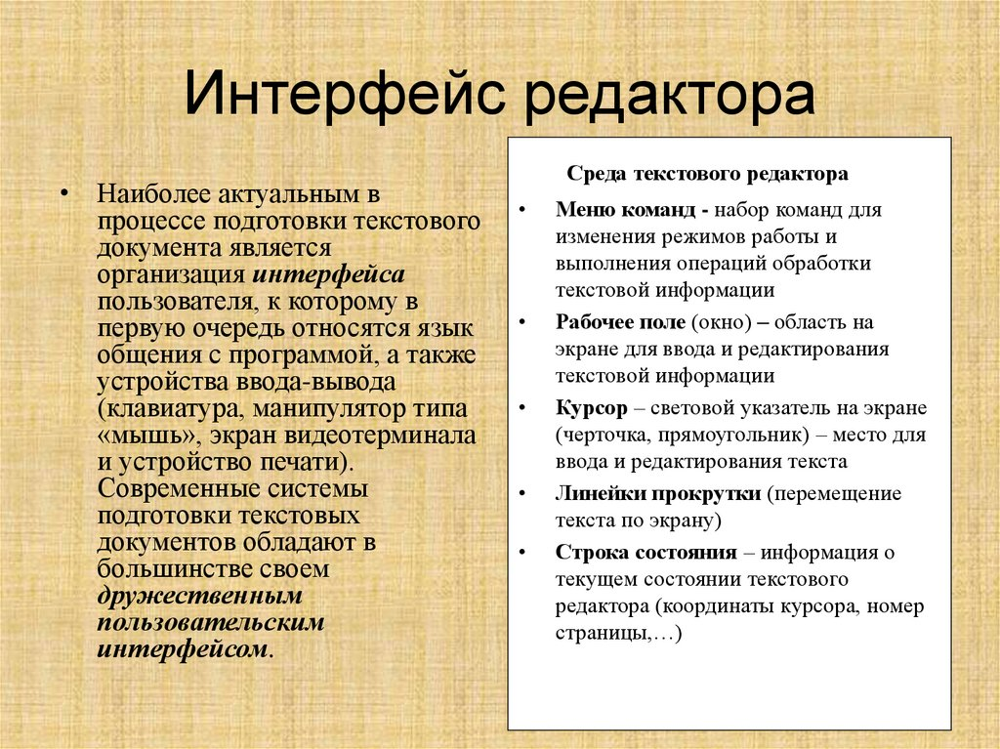 Интерфейс редактора
• Наиболее актуальным в
процессе подготовки текстового
документа является
организация интерфейса
пользователя, к которому в
первую очередь относятся язык
общения с программой, а также
устройства ввода-вывода
(клавиатура, манипулятор типа
«мышь», экран видеотерминала
и устройство печати).
Современные системы
подготовки текстовых
документов обладают в
большинстве своем
дружественным
пользовательским
интерфейсом.
Среда текстового редактора
• Меню команд - набор команд для
изменения режимов работы и
выполнения операций обработки
текстовой информации
• Рабочее поле (окно) – область на
экране для ввода и редактирования
текстовой информации
• Курсор – световой указатель на экране
(черточка, прямоугольник) – место для
ввода и редактирования текста
• Линейки прокрутки (перемещение
текста по экрану)
• Строка состояния – информация о
текущем состоянии текстового
редактора (координаты курсора, номер
страницы,…)